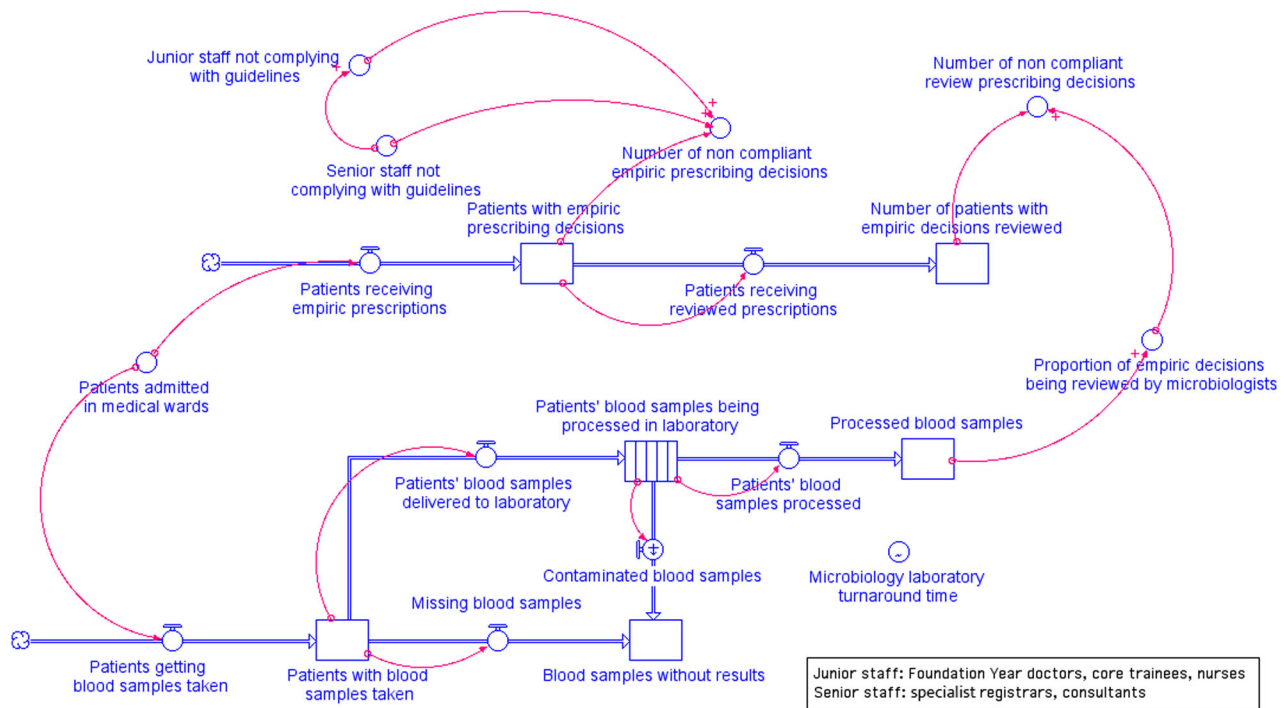 Junior staff not complying
with guidelines
Number of non compliant
review prescribing decisions
Senior staff not
complying with guidelines
Number of non compliant
empiric prescribing decisions
Patients with empiric
prescribing decisions
Number of patients with
empiric decisions reviewed
Patients receiving
empiric prescriptions
Patients receiving
reviewed prescriptions
Patients admitted
in medical wards
Proportion of empiric decisions
being reviewed by microbiologists
Patients' blood samples being
processed in laboratory
Processed blood samples
Patients' blood samples
delivered to laboratory
Patients' blood
samples processed
Contaminated blood samples
Microbiology laboratory
turnaround time
Missing blood samples
Patients getting
blood samples taken
Patients with blood
samples taken
Blood samples without results
Junior staff: Foundation Year doctors, core trainees, nurses
Senior staff: specialist registrars, consultants